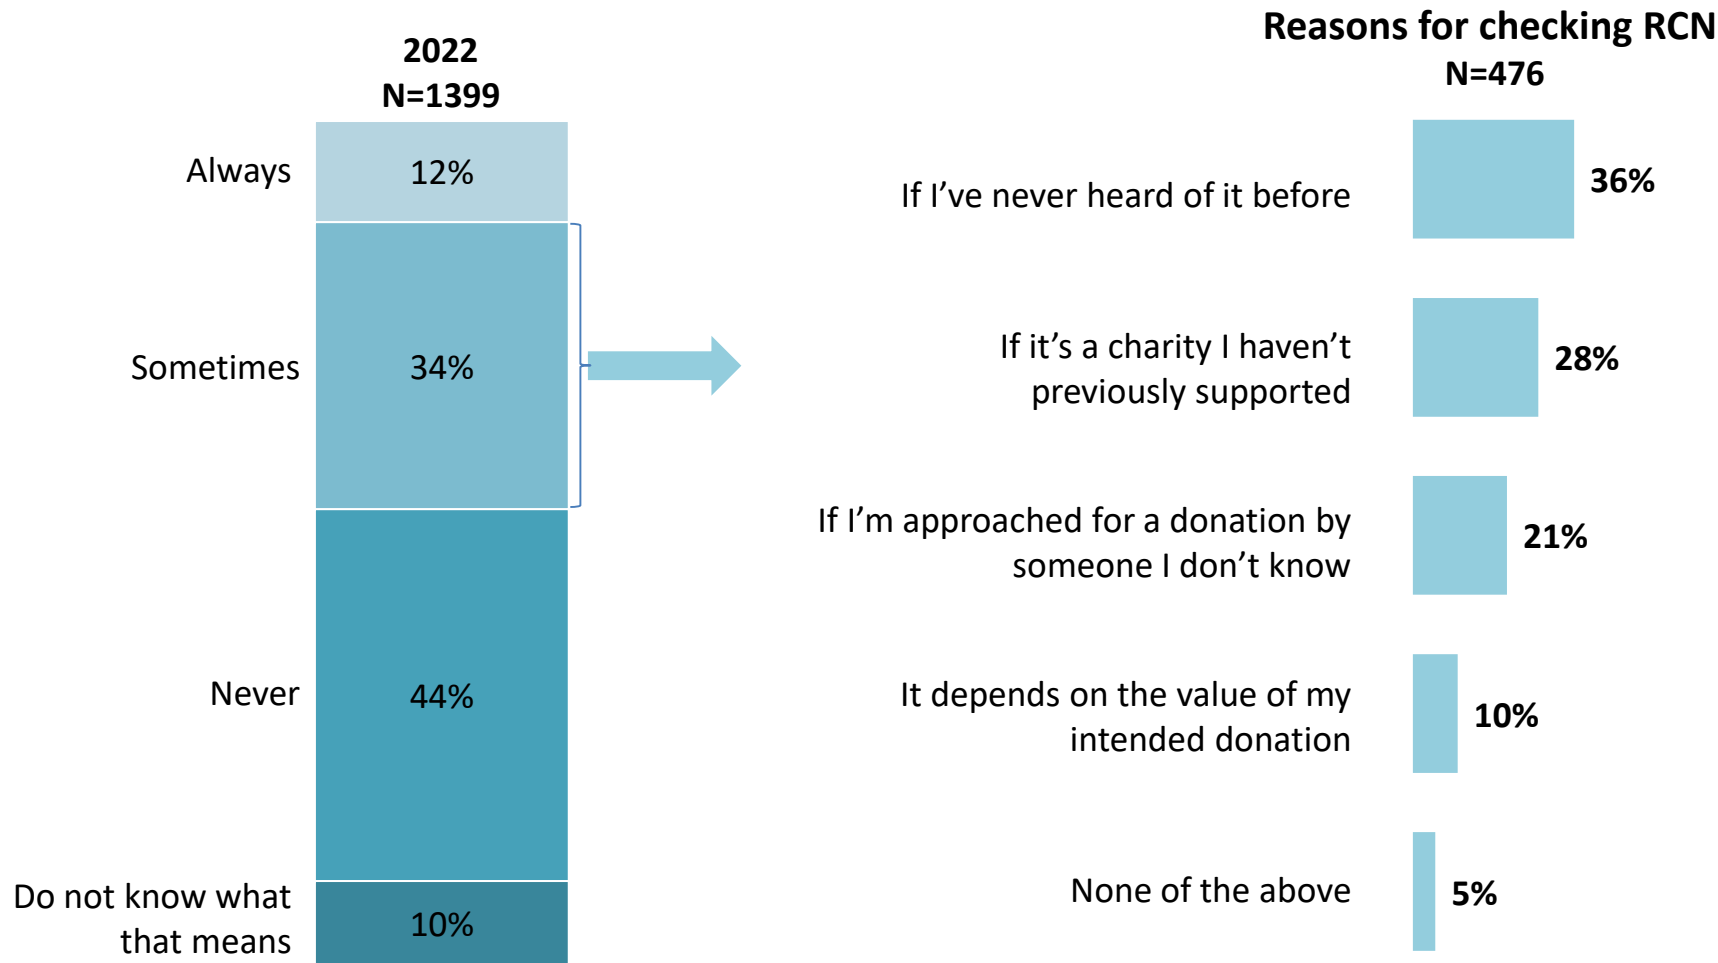 2022
N=1399
Always
12%
Sometimes
34%
Never
44%
Do not know what
that means
10%
Reasons for checking RCN
N=476
If I’ve never heard of it before
36%
If it’s a charity I haven’t
previously supported
28%
If I’m approached for a donation by
someone I don’t know
21%
It depends on the value of my
intended donation
10%
None of the above
5%